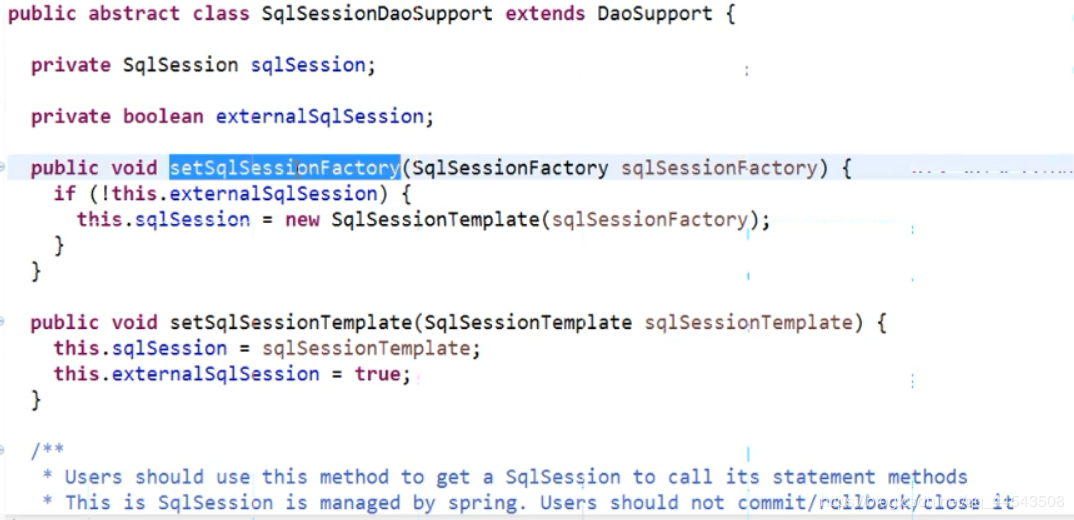 public abstract class SqlSessionDaoSupport extends DaoSupport {
private SqlSession sqlSession;
private boolean externalSqlSession;
public void setSqlSessionFactory(SqlSessionFactory sqlSessionFactory) {
if (!this.externalSqlSession) {
this.sqlSession = new SqlSessionTemplate(sqlSessionFactory);
}
}
public void setSqlSessionTemplate(SqlSessionTemplate sqlSessionTemplate) {
this.sqlSession = sqlSessionTemplate;
this.externalSqlSession = true;
}
/**
* Users should use this method to get a SqlSession to call its statement methods
* This is SqlSession is managed by spring. Users should not commit/rollback/close it